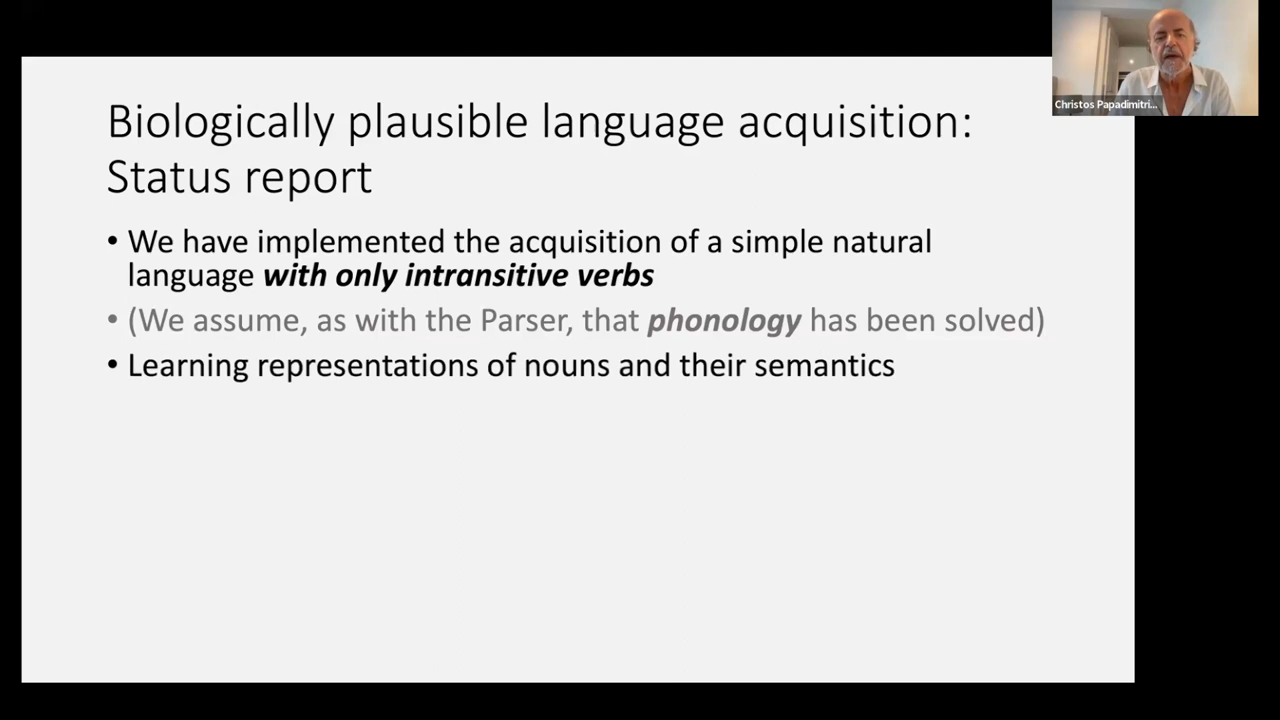 Christos Papadimitri...
Biologically plausible language acquisition:
Status report
• We have implemented the acquisition of a simple natural
language with only intransitive verbs
• (We assume, as with the Parser, that phonology has been solved)
• Learning representations of nouns and their semantics